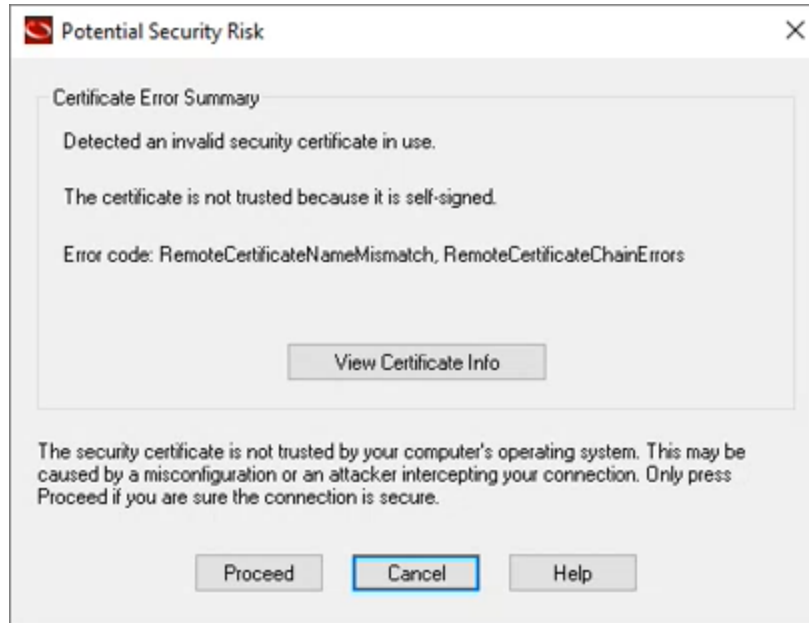 Potential Security Risk
Certificate Error Summary
Detected an invalid security certificate in use.
The certificate is not trusted because it is self-signed.
Error code: RemoteCertificateNameMismatch, RemoteCertificateChainErrors
View Certificate Info
The security certificate is not trusted by your computer's operating system. This may be
caused by a misconfiguration or an attacker intercepting your connection. Only press
Proceed if you are sure the connection is secure.
Proceed
Cancel
Help